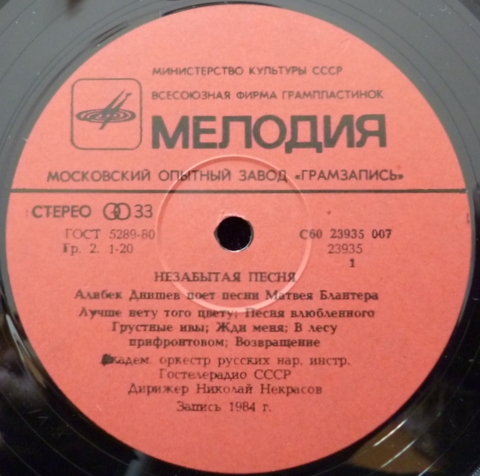 МИНИСТЕРСТВО КУЛЬТУРЫ СССР
ВСЕСОЮЗНАЯ ФИРМА ГРАМПЛАСТИНОК
МЕЛОДИЯ
МОСКОВСКИЙ ОПЫТНЫЙ ЗАВОД «ГРАМЗАПИСЬ»
СТЕРЕО 33
ГОСТ 5289-80
Гр. 2. 1-20
С60 23935 007
23935
1
НЕЗАБЫТАЯ ПЕСНЯ
Алибек Днишев поет песни Матвея Блантера
Лучше нету того цвету; Песня влюбленного
Грустные ивы; Жди меня; В лесу
прифронтовом; Возвращение
Академ. оркестр русских нар. инстр.
Гостелерадио СССР
Дирижер Николай Некрасов
Запись 1984 г.